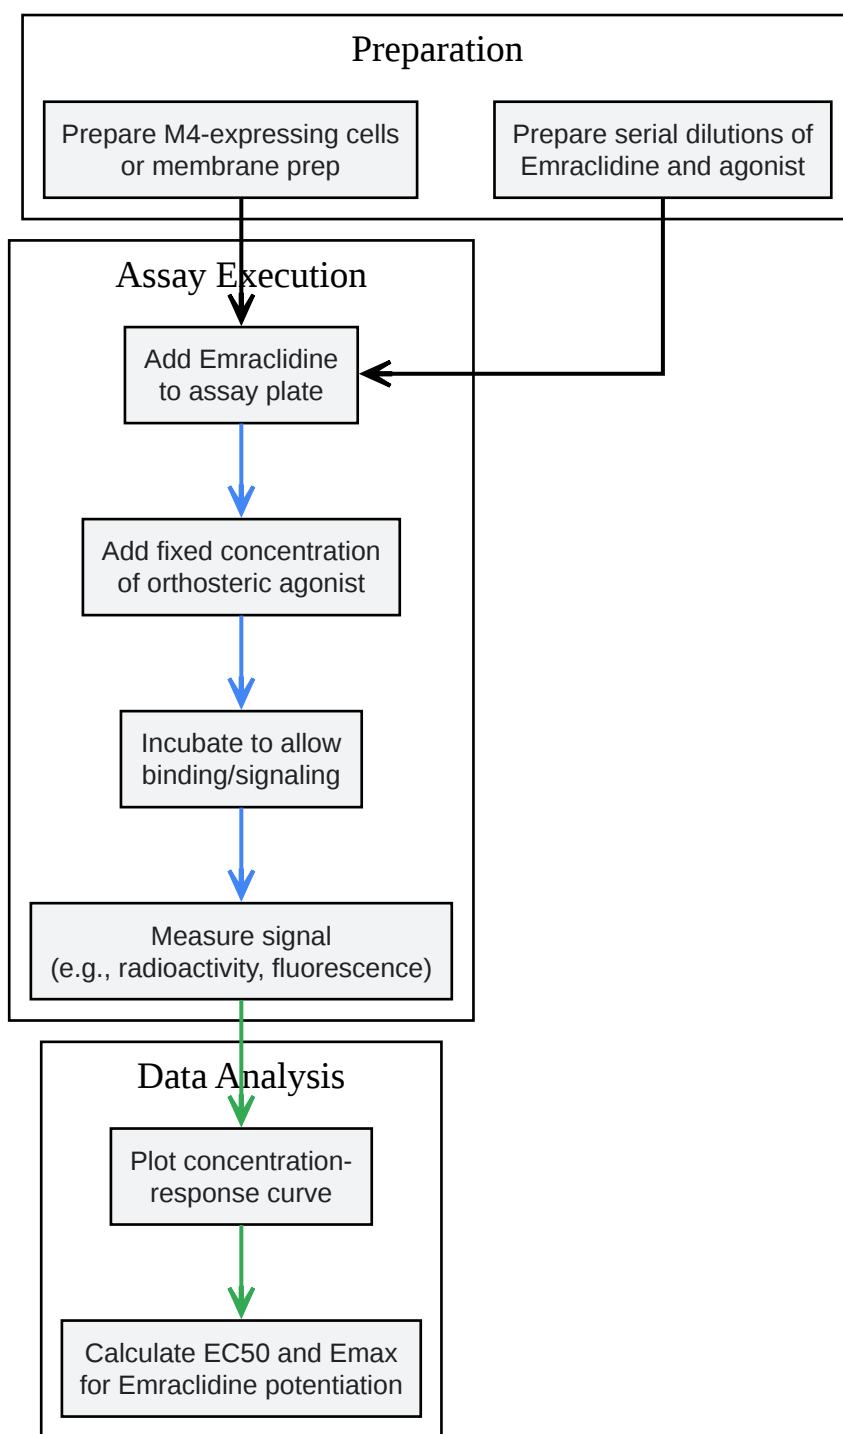 Preparation
Prepare M4-expressing cells
or membrane prep
Prepare serial dilutions of
Emraclidine and agonist
Assay Execution
Add Emraclidine
to assay plate
Add fixed concentration
of orthosteric agonist
Incubate to allow
binding/signaling
Measure signal
(e.g., radioactivity, fluorescence)
Data Analysis
Plot concentration-
response curve
Calculate EC50 and Emax
for Emraclidine potentiation